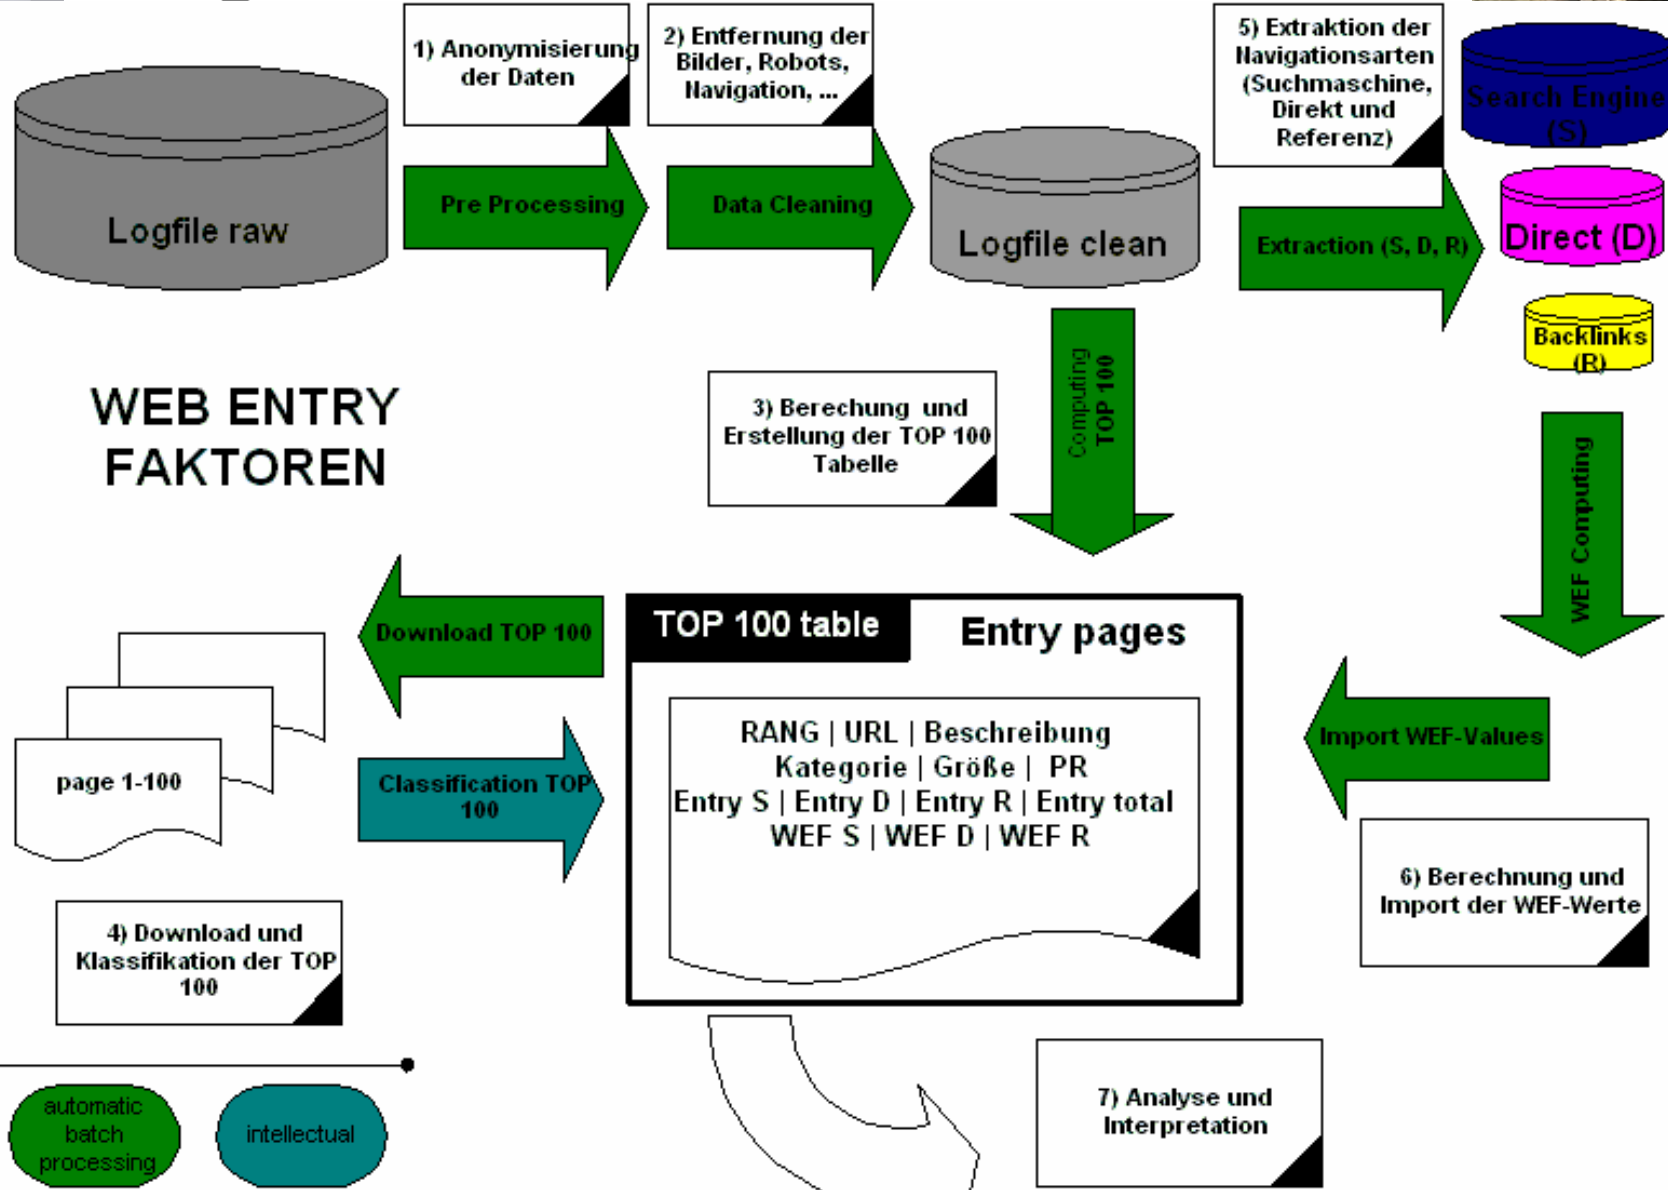 1) Anonymisierung
der Daten
2) Entfernung der
Bilder, Robots,
Navigation, ...
5) Extraktion der
Navigationsarten
(Suchmaschine,
Direkt und
Referenz)
Search Engine
(S)
Logfile raw
Pre Processing
Data Cleaning
Logfile clean
Extraction (S, D, R)
Direct (D)
Backlinks
(R)
WEB ENTRY
FAKTOREN
3) Berechung und
Erstellung der TOP 100
Tabelle
Computing
TOP 100
WEF Computing
Download TOP 100
TOP 100 table
Entry pages
page 1-100
Classification TOP
100
RANG | URL | Beschreibung
Kategorie | Größe | PR
Entry S | Entry D | Entry R | Entry total
WEF S | WEF D | WEF R
Import WEF-Values
6) Berechnung und
Import der WEF-Werte
4) Download und
Klassifikation der TOP
100
7) Analyse und
Interpretation
automatic
batch
processing
intellectual